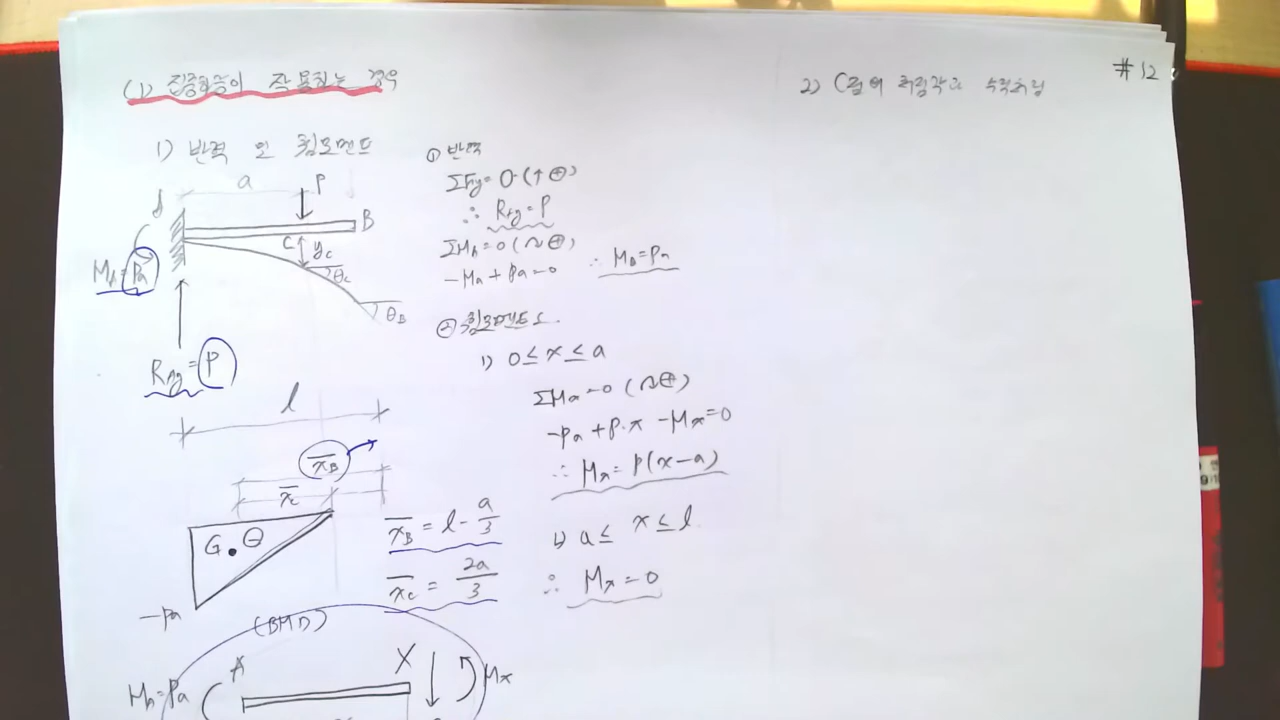 (1) 집중하중이 작용하는 경우
#12
1) 반력 및 휨모멘트
2) C점의 처짐각과 수직처짐
a
P
A
B
C
yc
θc
θB
MA=Pa
RAy=P
l
x̄B
x̄c
G
⊖
-Pa
(BMD)
x̄B = l - a/3
x̄c = 2a/3
① 반력
ΣFy=0 (↑⊕)
∴ RAy=P
ΣMA=0 (↷⊕)
-MA+Pa=0 ∴ MA=Pa
② 휨모멘트
1) 0≤x≤a
ΣMx=0 (↷⊕)
-Pa+P·x-Mx=0
∴ Mx=P(x-a)
2) a≤x≤l
∴ Mx=0
MA=Pa
A
X
Mx